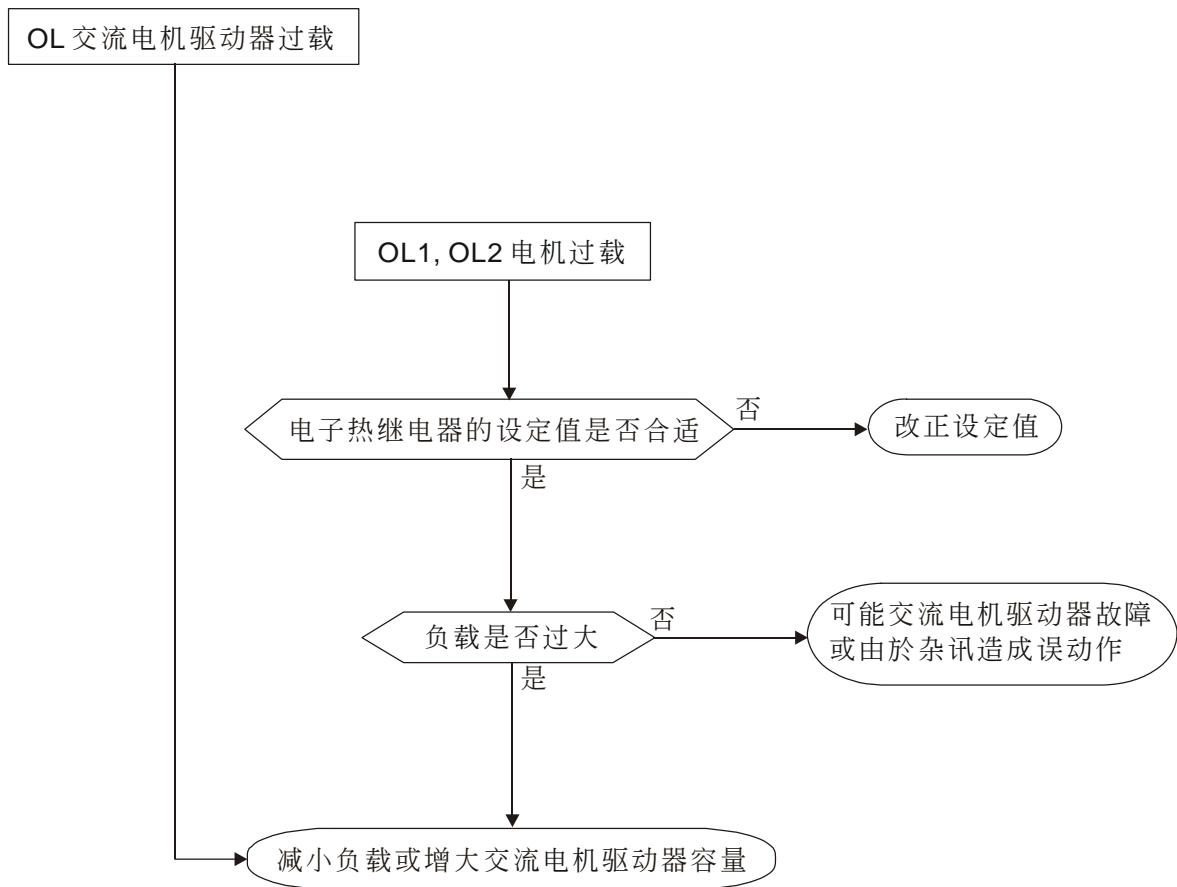 OL 交流电机驱动器过载
OL1, OL2 电机过载
电子热继电器的设定值是否合适
否
改正设定值
是
负载是否过大
否
可能交流电机驱动器故障
或由於杂讯造成误动作
是
减小负载或增大交流电机驱动器容量